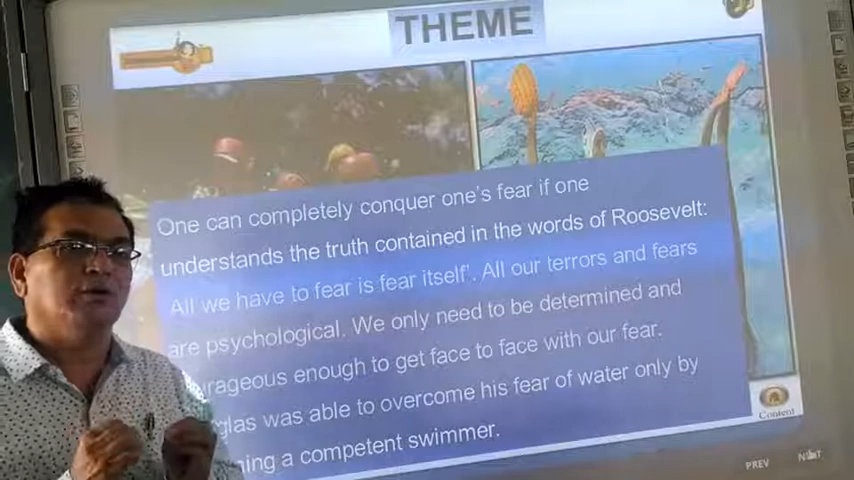 THEME
One can completely conquer one's fear if one
understands the truth contained in the words of Roosevelt:
All we have to fear is fear itself'. All our terrors and fears
are psychological. We only need to be determined and
urageous enough to get face to face with our fear.
glas was able to overcome his fear of water only by
ning a competent swimmer.
Content
PREV
NEXT